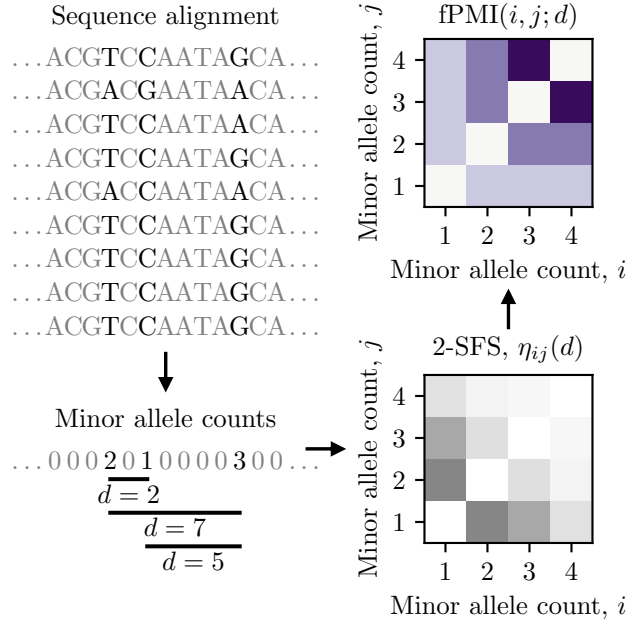 Sequence alignment
...ACGTCCAATAGCA...
...ACGACGAATAACA...
...ACGTCCAATAACA...
...ACGTCCAATAGCA...
...ACGACCAATAACA...
...ACGTCCAATAGCA...
...ACGTCCAATAGCA...
...ACGTCCAATAGCA...
...ACGTCCAATAGCA...
Minor allele counts
...0002010000300...
d = 2
d = 7
d = 5
fPMI(i, j; d)
Minor allele count, j
4
3
2
1
1 2 3 4
Minor allele count, i
2-SFS, η_ij(d)
Minor allele count, j
4
3
2
1
1 2 3 4
Minor allele count, i